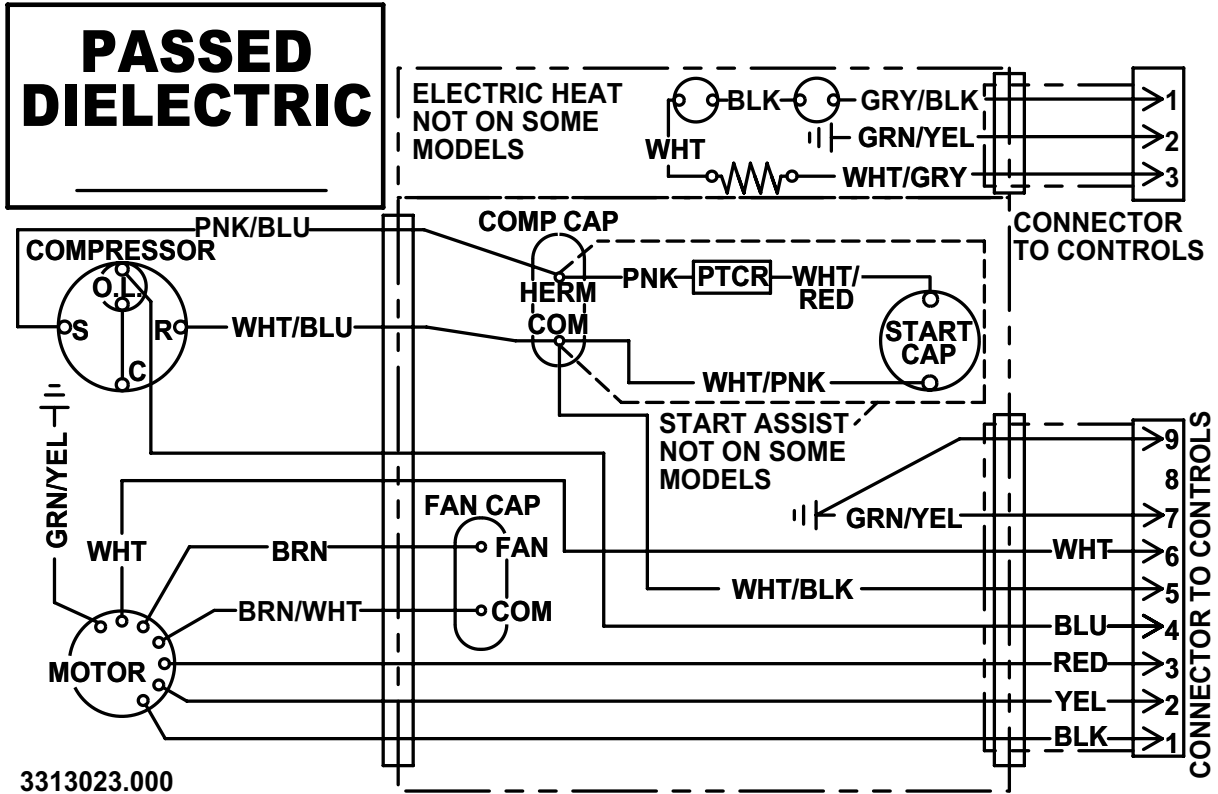 PASSED
DIELECTRIC
ELECTRIC HEAT
NOT ON SOME
MODELS
BLK
GRY/BLK
1
GRN/YEL
2
WHT
WHT/GRY
3
CONNECTOR
TO CONTROLS
PNK/BLU
COMP CAP
COMPRESSOR
O.L.
HERM
PNK
PTCR
WHT/
RED
S
R
WHT/BLU
COM
START
CAP
C
WHT/PNK
START ASSIST
NOT ON SOME
MODELS
GRN/YEL
9
8
FAN CAP
GRN/YEL
7
WHT
BRN
FAN
WHT
6
WHT/BLK
5
BRN/WHT
COM
BLU
4
MOTOR
RED
3
YEL
2
BLK
1
CONNECTOR TO CONTROLS
3313023.000